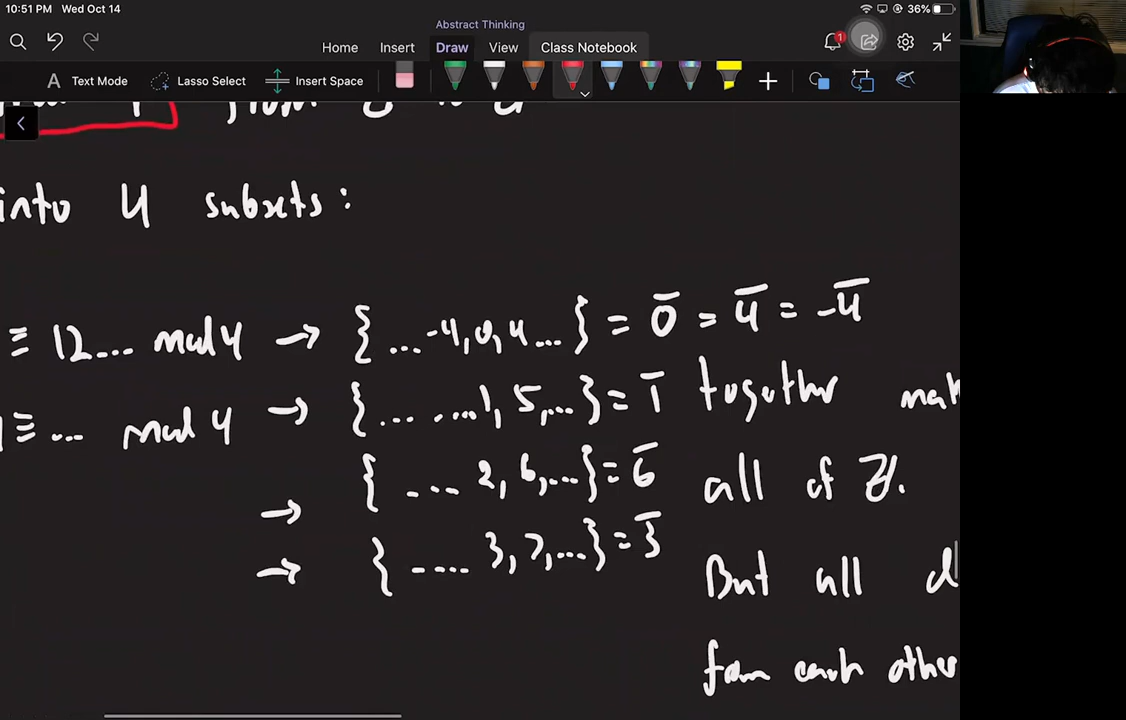 10:51 PM Wed Oct 14
Abstract Thinking
36%
Home Insert Draw View Class Notebook
1
Text Mode Lasso Select Insert Space
into 4 subsets:
≡ 12... mod 4 → {...-4, 0, 4...} = 0̅ = 4̅ = -4̅
≡ ... mod 4 → {... ...1, 5,...} = 1̅ together
→ {.... 2, 6,...} = 6̅ all of ℤ.
→ {.... 3, 7,...} = 3̅
But all d
from each other